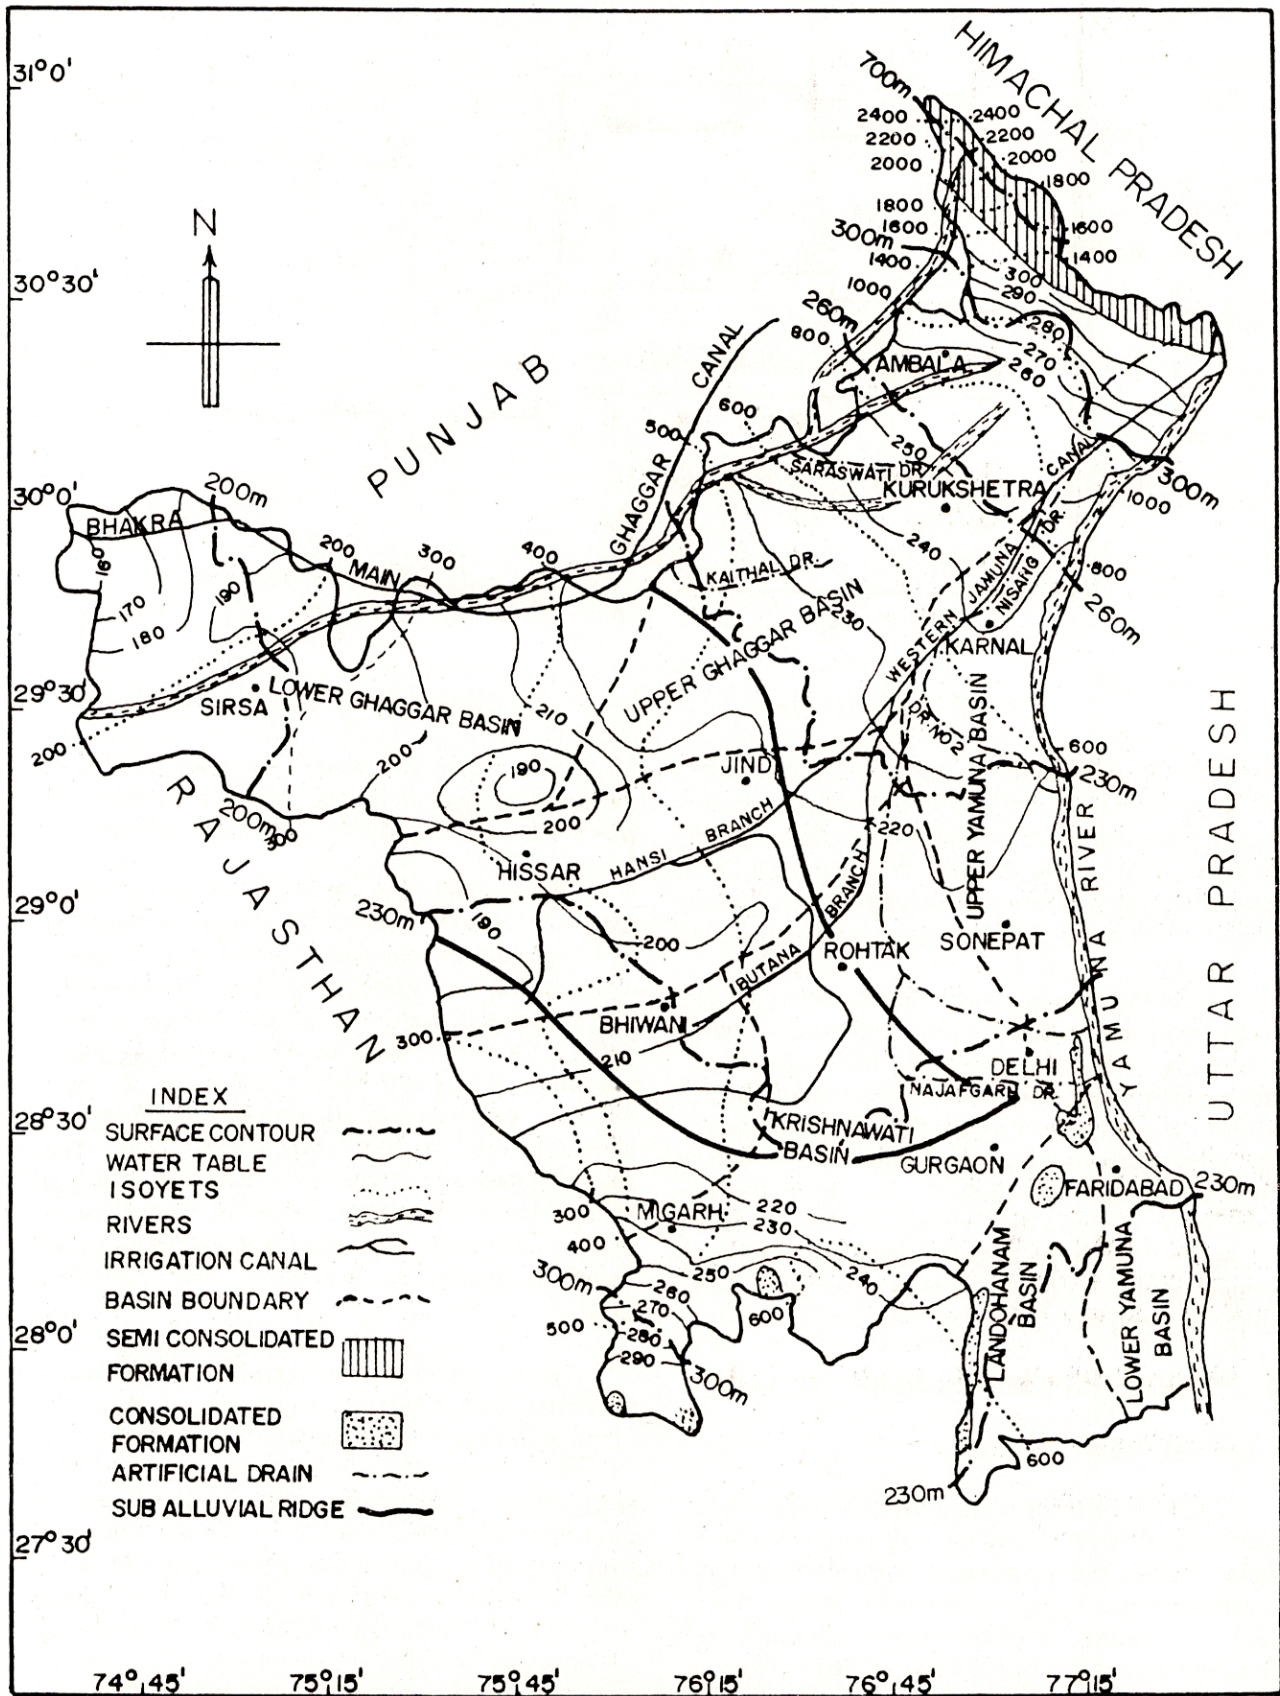 HIMACHAL PRADESH
31°0'
700m
2400
2400
2200
2200
2000
2000
1800
1800
1600
1600
300m
1400
1400
N
30°30'
300
290
1000
260m
280
800
270
260
AMBALA
CANAL
PUNJAB
600
500
250
SARASWATI DR.
CANAL
300m
KURUKSHETRA
1000
30°0'
200m
BHAKRA
GHAGGAR
200
MAIN
300
400
160
170
180
190
KAITHAL DR.
240
JAMUNA
NISANG DR.
800
260m
230
WESTERN
KARNAL
UPPER GHAGGAR BASIN
29°30'
SIRSA
LOWER GHAGGAR BASIN
210
200
200
190
200
JIND
DR. NO2
UPPER YAMUNA BASIN
600
230m
220
200m
300
RAJASTHAN
HISSAR
HANSI BRANCH
BRANCH
YAMUNA RIVER
UTTAR PRADESH
29°0'
230m
190
200
IBUTANA
ROHTAK
SONEPAT
BHIWANI
300
210
DELHI
NAJAFGARH DR.
28°30'
KRISHNAWATI
BASIN
GURGAON
FARIDABAD
230m
300
M.GARH
220
230
400
300m
250
240
260
270
280
290
500
600
300m
28°0'
LANDOHANAM
BASIN
LOWER YAMUNA
BASIN
600
230m
INDEX
SURFACE CONTOUR
WATER TABLE
ISOYETS
RIVERS
IRRIGATION CANAL
BASIN BOUNDARY
SEMI CONSOLIDATED
FORMATION
CONSOLIDATED
FORMATION
ARTIFICIAL DRAIN
SUB ALLUVIAL RIDGE
27°30'
74°45'
75°15'
75°45'
76°15'
76°45'
77°15'